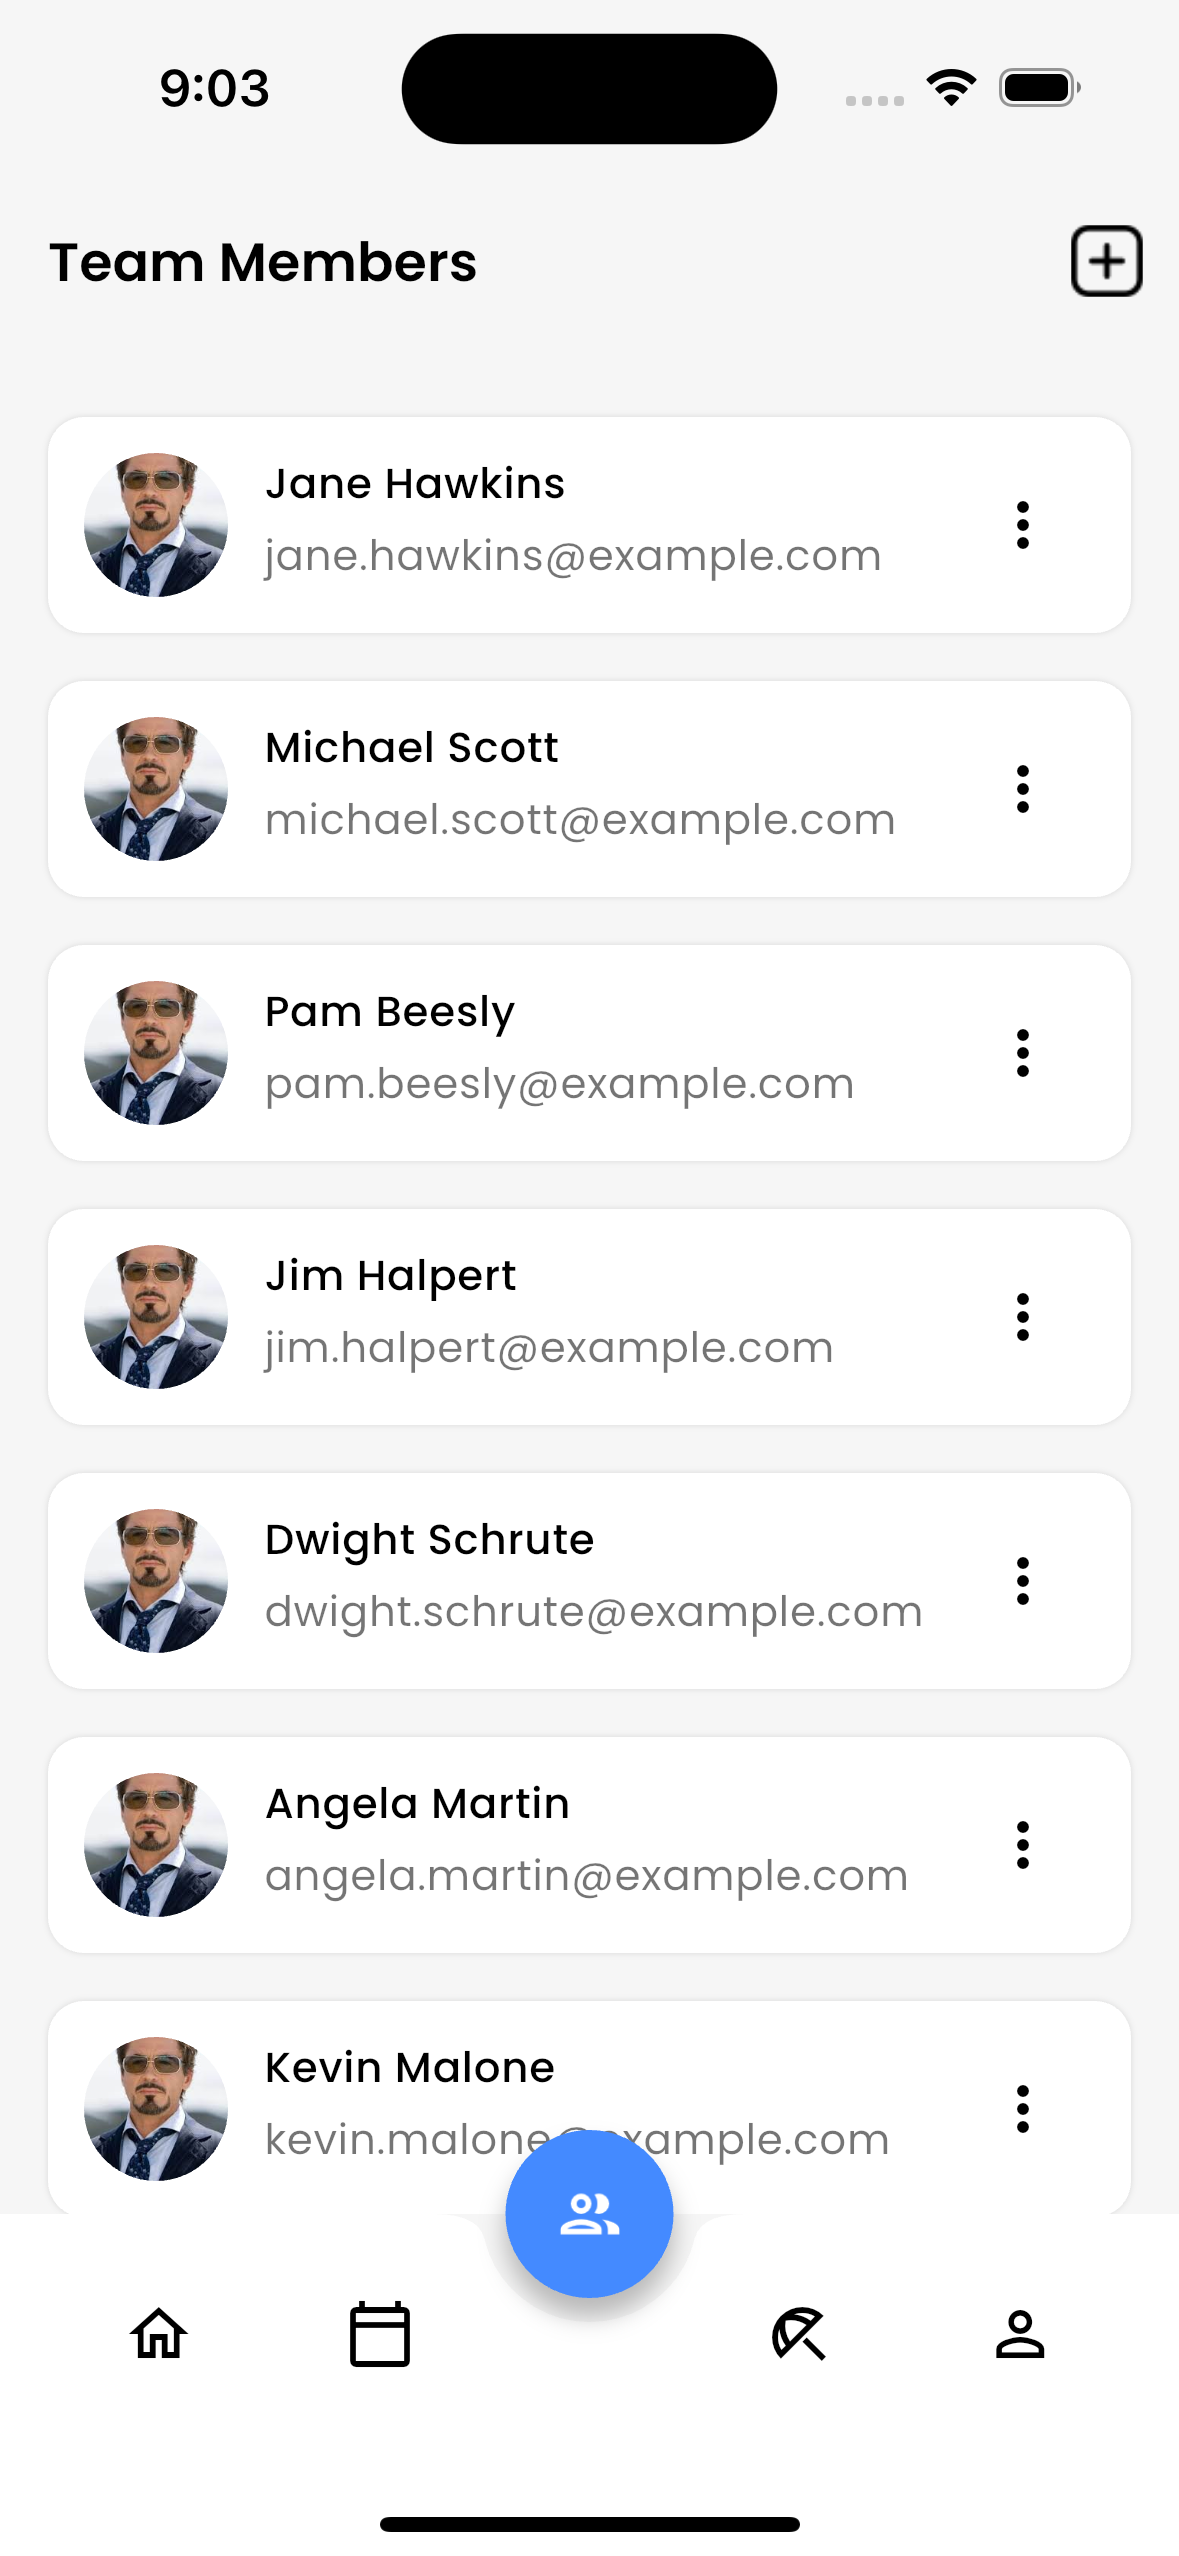 9:03
Team Members
Jane Hawkins
jane.hawkins@example.com
Michael Scott
michael.scott@example.com
Pam Beesly
pam.beesly@example.com
Jim Halpert
jim.halpert@example.com
Dwight Schrute
dwight.schrute@example.com
Angela Martin
angela.martin@example.com
Kevin Malone
kevin.malone@example.com